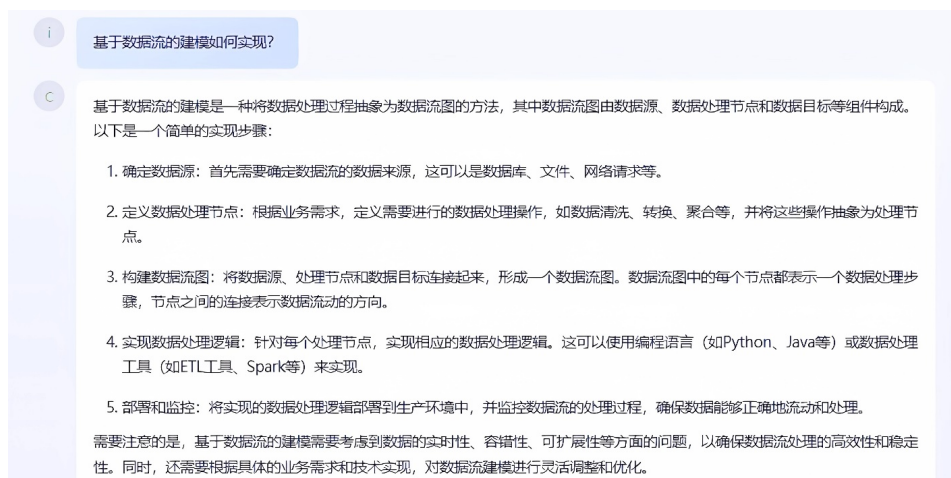 i
基于数据流的建模如何实现?
C
基于数据流的建模是一种将数据处理过程抽象为数据流图的方法，其中数据流图由数据源、数据处理节点和数据目标等组件构成。
以下是一个简单的实现步骤：
1. 确定数据源：首先需要确定数据流的数据来源，这可以是数据库、文件、网络请求等。
2. 定义数据处理节点：根据业务需求，定义需要进行的数据处理操作，如数据清洗、转换、聚合等，并将这些操作抽象为处理节
点。
3. 构建数据流图：将数据源、处理节点和数据目标连接起来，形成一个数据流图。数据流图中的每个节点都表示一个数据处理步
骤，节点之间的连接表示数据流动的方向。
4. 实现数据处理逻辑：针对每个处理节点，实现相应的数据处理逻辑。这可以使用编程语言（如Python、Java等）或数据处理
工具（如ETL工具、Spark等）来实现。
5. 部署和监控：将实现的数据处理逻辑部署到生产环境中，并监控数据流的处理过程，确保数据能够正确地流动和处理。
需要注意的是，基于数据流的建模需要考虑到数据的实时性、容错性、可扩展性等方面的问题，以确保数据流处理的高效性和稳定
性。同时，还需要根据具体的业务需求和技术实现，对数据流建模进行灵活调整和优化。